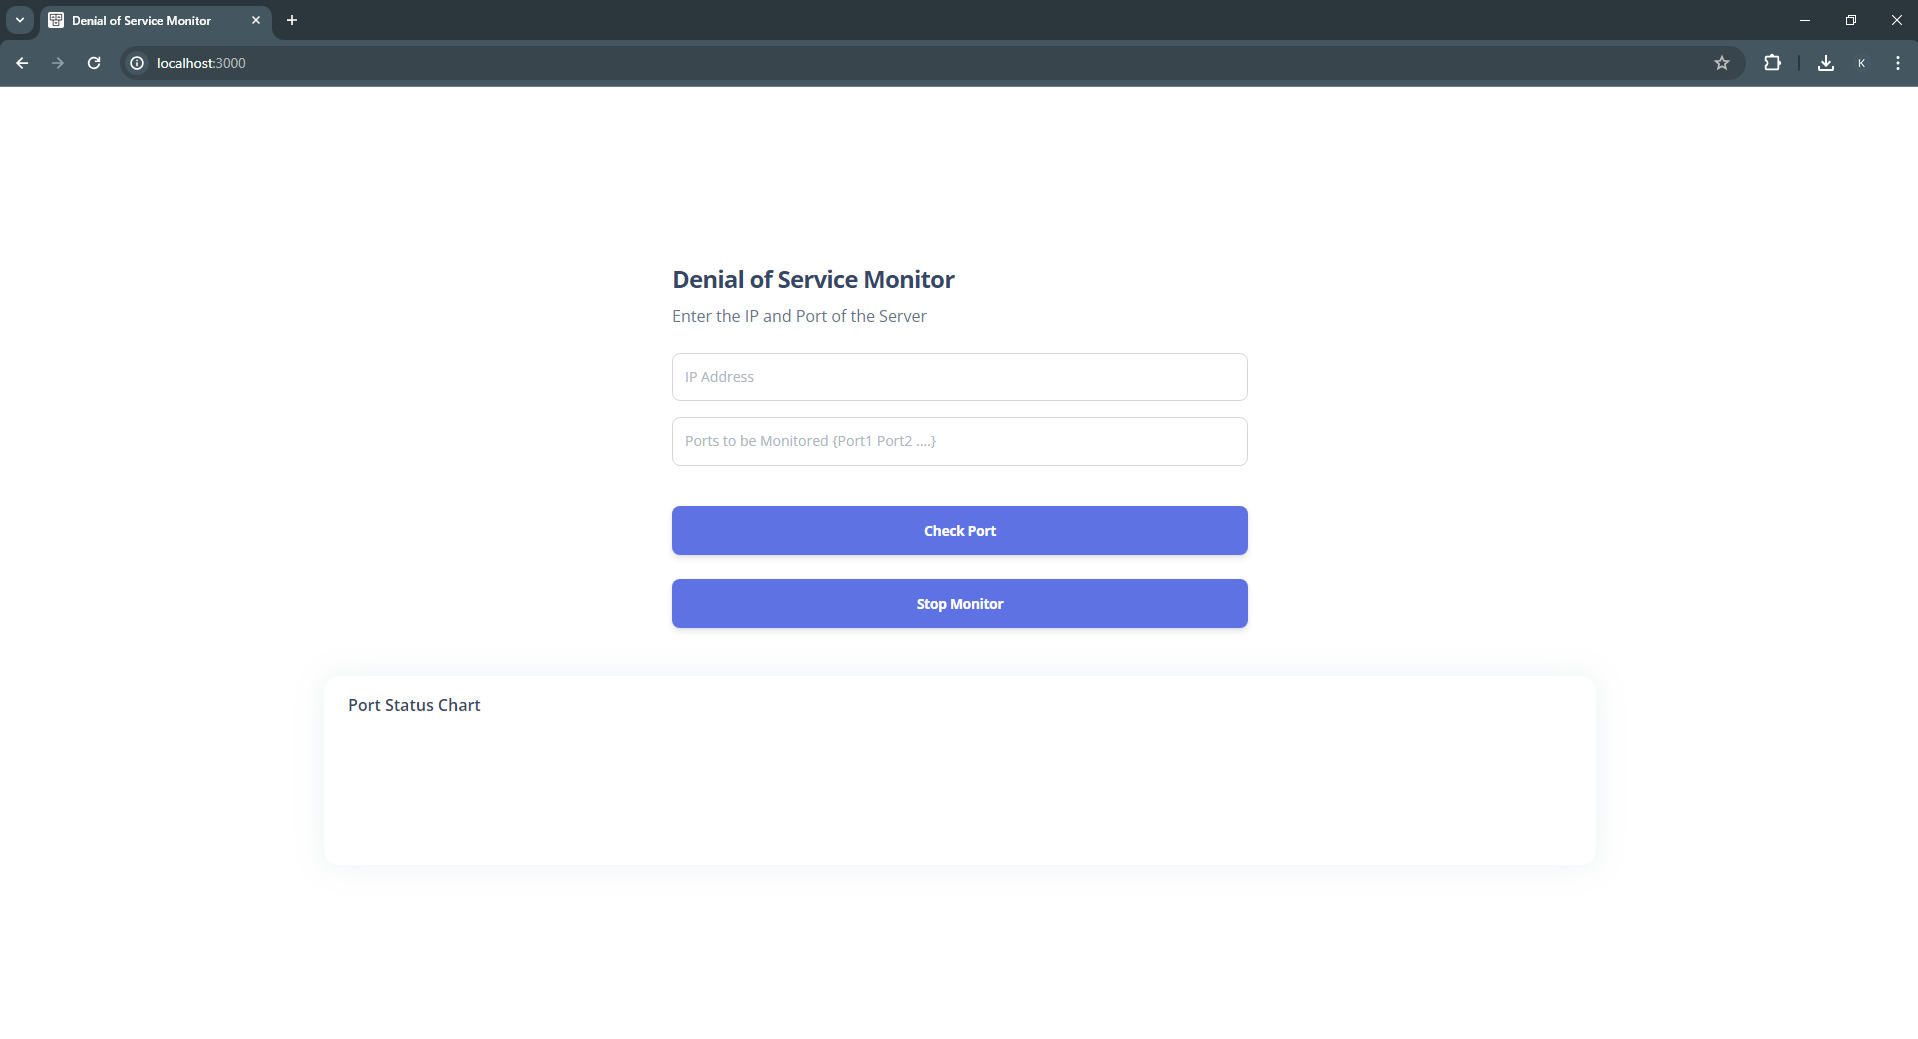 Denial of Service Monitor
localhost:3000
K
Denial of Service Monitor
Enter the IP and Port of the Server
IP Address
Ports to be Monitored {Port1 Port2 ....}
Check Port
Stop Monitor
Port Status Chart